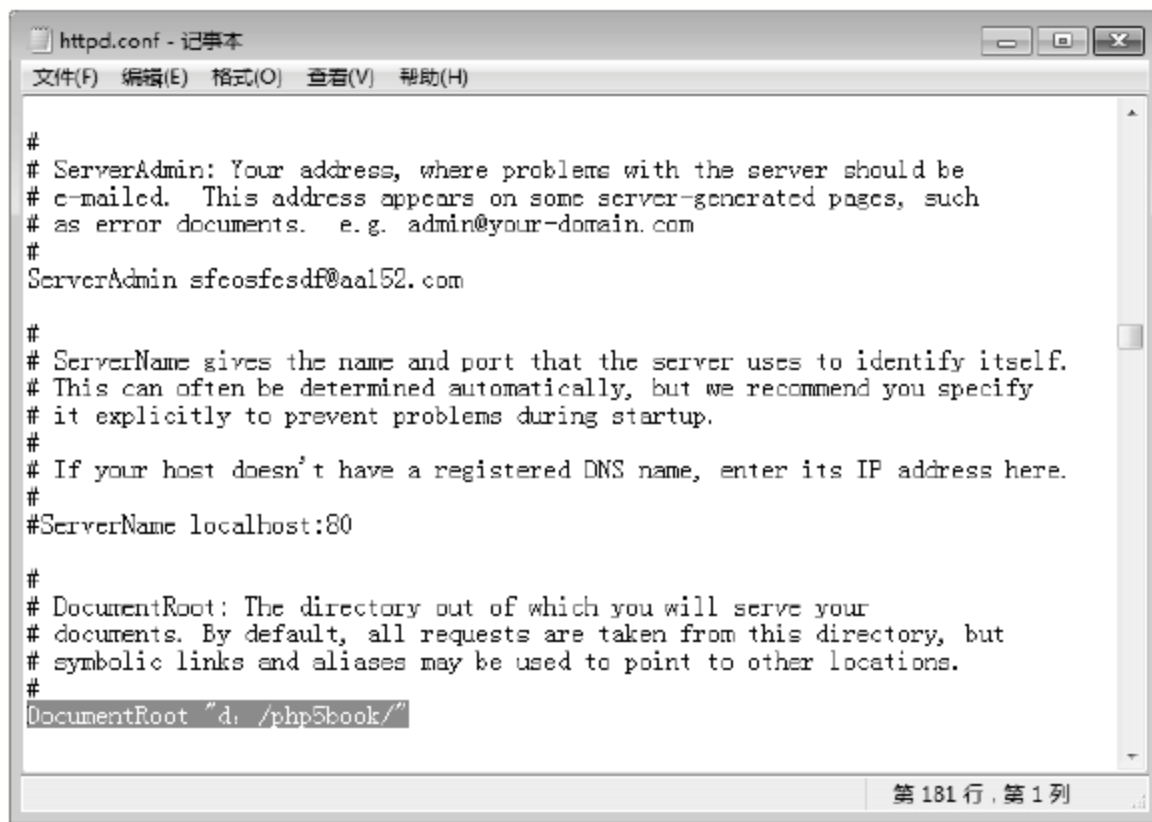 httpd.conf - 记事本
文件(F) 编辑(E) 格式(O) 查看(V) 帮助(H)
#
# ServerAdmin: Your address, where problems with the server should be
# e-mailed.  This address appears on some server-generated pages, such
# as error documents.  e.g. admin@your-domain.com
#
ServerAdmin sfeosfesdf@aa152.com
#
# ServerName gives the name and port that the server uses to identify itself.
# This can often be determined automatically, but we recommend you specify
# it explicitly to prevent problems during startup.
#
# If your host doesn't have a registered DNS name, enter its IP address here.
#
#ServerName localhost:80
#
# DocumentRoot: The directory out of which you will serve your
# documents. By default, all requests are taken from this directory, but
# symbolic links and aliases may be used to point to other locations.
#
DocumentRoot "d：/php5book/"
第 181 行 , 第 1 列